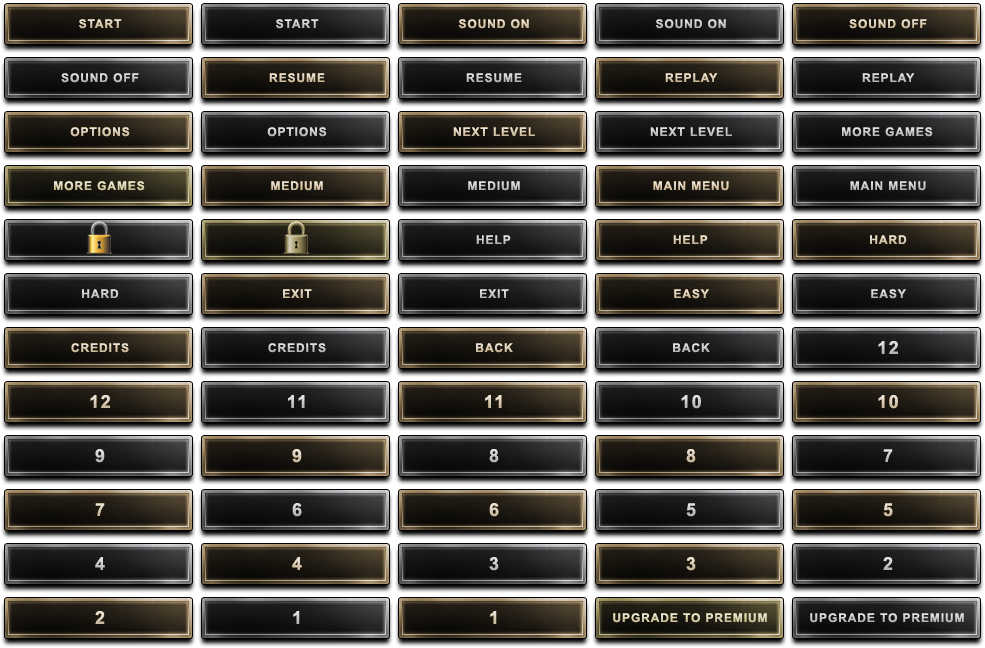 START START SOUND ON SOUND ON SOUND OFF
SOUND OFF RESUME RESUME REPLAY REPLAY
OPTIONS OPTIONS NEXT LEVEL NEXT LEVEL MORE GAMES
MORE GAMES MEDIUM MEDIUM MAIN MENU MAIN MENU
HELP HELP HARD
HARD EXIT EXIT EASY EASY
CREDITS CREDITS BACK BACK 12
12 11 11 10 10
9 9 8 8 7
7 6 6 5 5
4 4 3 3 2
2 1 1 UPGRADE TO PREMIUM UPGRADE TO PREMIUM